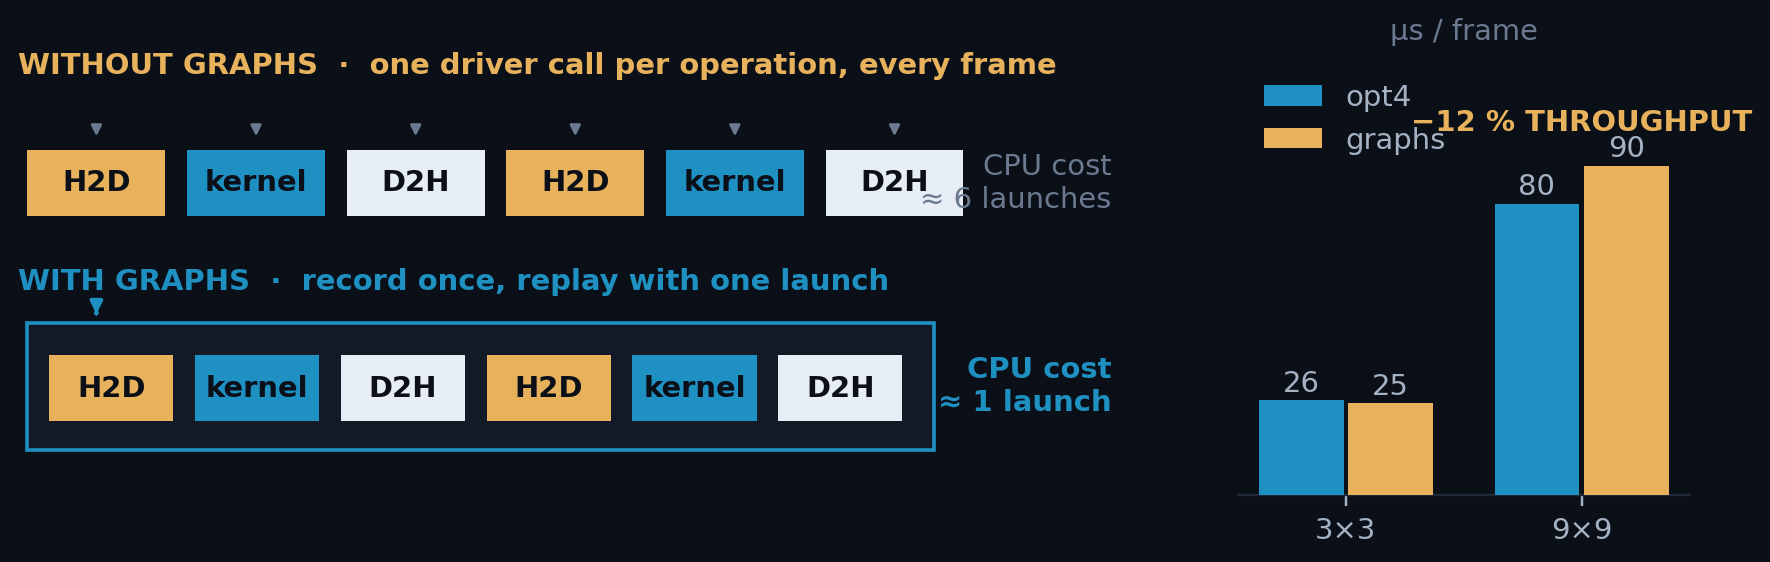 WITHOUT GRAPHS · one driver call per operation, every frame
H2D kernel D2H H2D kernel D2H
CPU cost
≈ 6 launches
WITH GRAPHS · record once, replay with one launch
H2D kernel D2H H2D kernel D2H
CPU cost
≈ 1 launch
µs / frame
opt4
graphs
−12 % THROUGHPUT
26 25 80 90
3×3 9×9